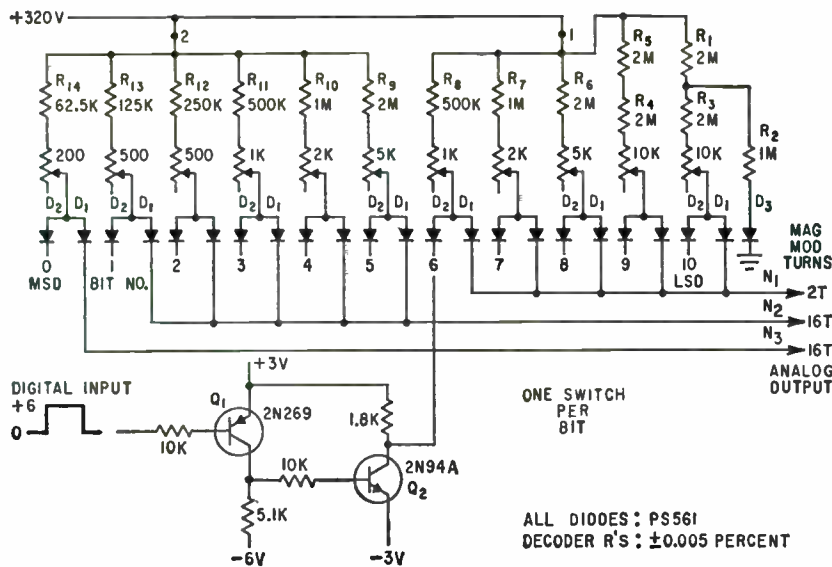 +320V
2
1
R14 62.5K
R13 125K
R12 250K
R11 500K
R10 1M
R9 2M
R8 500K
R7 1M
R6 2M
R5 2M
R1 2M
R4 2M
R3 2M
R2 1M
200
500
500
1K
2K
5K
1K
2K
5K
10K
10K
D2 D1
D2 D1
D2 D1
D2 D1
D2 D1
D2 D1
D2 D1
D2 D1
D3
0 1 2 3 4 5 6 7 8 9 10
MSD
BIT NO.
LSD
MAG MOD TURNS
N1
2T
N2
16T
N3
16T
ANALOG OUTPUT
DIGITAL INPUT
+6
0
10K
Q1
2N269
+3V
1.8K
10K
2N94A
Q2
5.1K
-6V
-3V
ONE SWITCH
PER
BIT
ALL DIODES: PS561
DECODER R'S: ±0.005 PERCENT